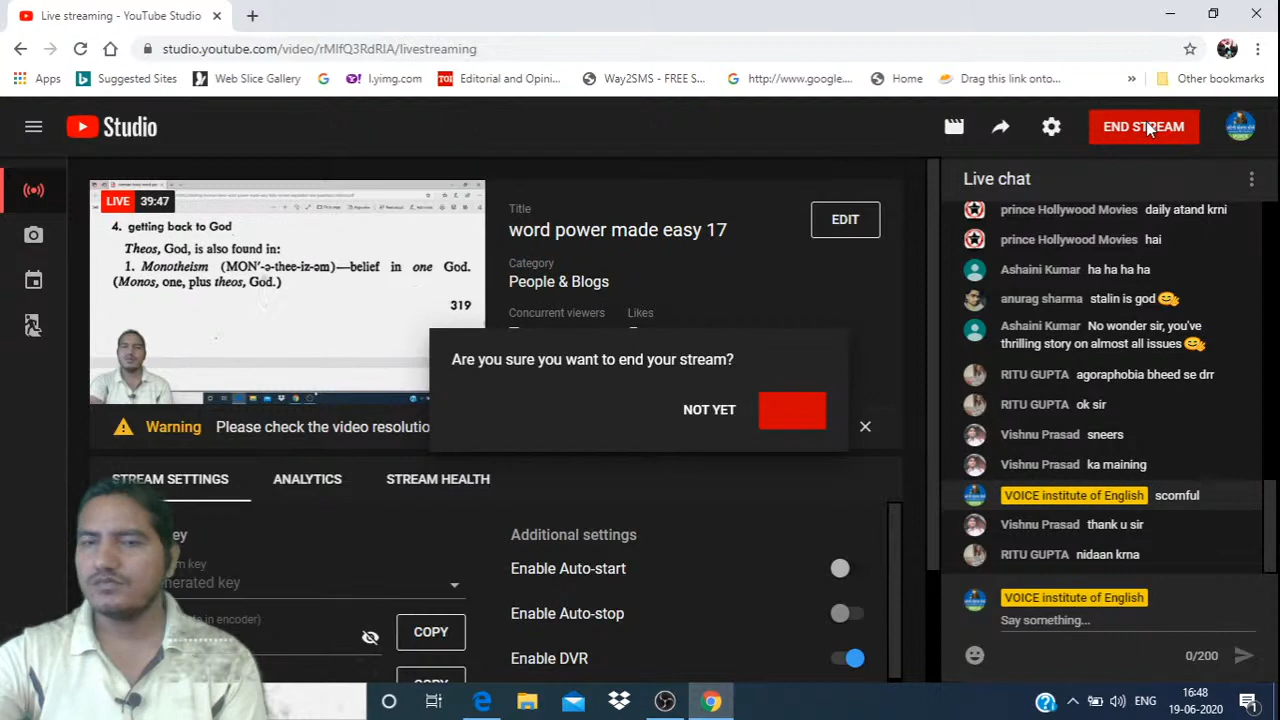 Live streaming - YouTube Studio
studio.youtube.com/video/rMIfQ3RdRlA/livestreaming
Apps Suggested Sites Web Slice Gallery l.yimg.com Editorial and Opini... Way2SMS - FREE S... http://www.google.... Home Drag this link onto... » Other bookmarks
Studio
END STREAM
LIVE 39:47
4. getting back to God
Theos, God, is also found in:
1. Monotheism (MON'-ə-thee-iz-əm)—belief in one God.
(Monos, one, plus theos, God.)
319
Title
word power made easy 17
EDIT
Category
People & Blogs
Concurrent viewers Likes
Are you sure you want to end your stream?
NOT YET
Warning Please check the video resolutio
STREAM SETTINGS ANALYTICS STREAM HEALTH
key
m key
nerated key
in encoder)
COPY
COPY
Additional settings
Enable Auto-start
Enable Auto-stop
Enable DVR
Live chat
prince Hollywood Movies daily atand krni
prince Hollywood Movies hai
Ashaini Kumar ha ha ha ha
anurag sharma stalin is god
Ashaini Kumar No wonder sir, you've
thrilling story on almost all issues
RITU GUPTA agoraphobia bheed se drr
RITU GUPTA ok sir
Vishnu Prasad sneers
Vishnu Prasad ka maining
VOICE institute of English scornful
Vishnu Prasad thank u sir
RITU GUPTA nidaan krna
VOICE institute of English
Say something...
0/200
ENG
16:48
19-06-2020